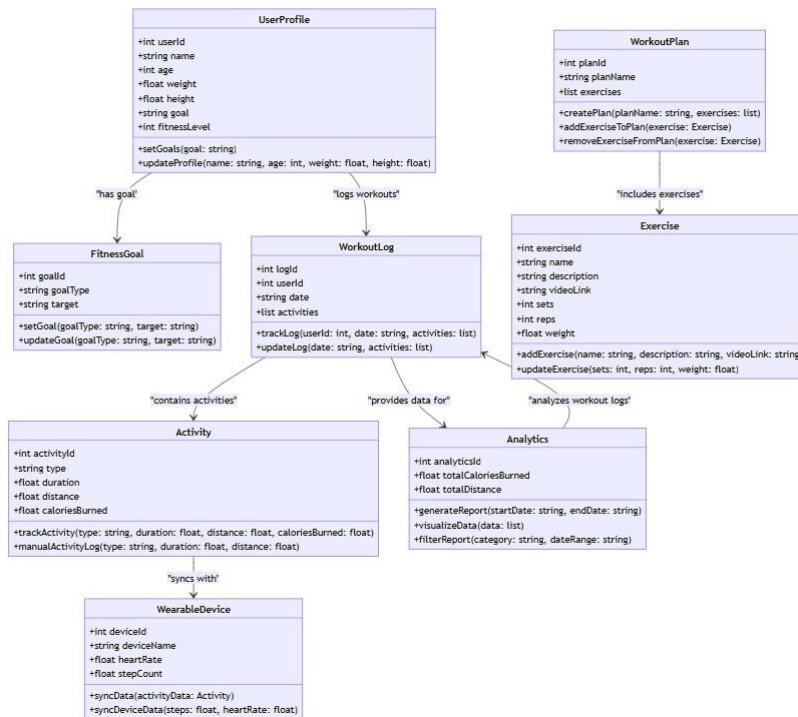 UserProfile
+int userId
+string name
+int age
+float weight
+float height
+string goal
+int fitnessLevel
+setGoals(goal: string)
+updateProfile(name: string, age: int, weight: float, height: float)
WorkoutPlan
+int planId
+string planName
+list exercises
+createPlan(planName: string, exercises: list)
+addExerciseToPlan(exercise: Exercise)
+removeExerciseFromPlan(exercise: Exercise)
"has goal"
"logs workouts"
"includes exercises"
FitnessGoal
+int goalId
+string goalType
+string target
+setGoal(goalType: string, target: string)
+updateGoal(goalType: string, target: string)
WorkoutLog
+int logId
+int userId
+string date
+list activities
+trackLog(userId: int, date: string, activities: list)
+updateLog(date: string, activities: list)
Exercise
+int exerciseId
+string name
+string description
+string videoLink
+int sets
+int reps
+float weight
+addExercise(name: string, description: string, videoLink: string
+updateExercise(sets: int, reps: int, weight: float)
"contains activities"
"provides data for"
"analyzes workout logs"
Activity
+int activityId
+string type
+float duration
+float distance
+float caloriesBurned
+trackActivity(type: string, duration: float, distance: float, caloriesBurned: float)
+manualActivityLog(type: string, duration: float, distance: float)
Analytics
+int analyticsId
+float totalCaloriesBurned
+float totalDistance
+generateReport(startDate: string, endDate: string)
+visualizeData(data: list)
+filterReport(category: string, dateRange: string)
"syncs with"
WearableDevice
+int deviceId
+string deviceName
+float heartRate
+float stepCount
+syncData(activityData: Activity)
+syncDeviceData(steps: float, heartRate: float)